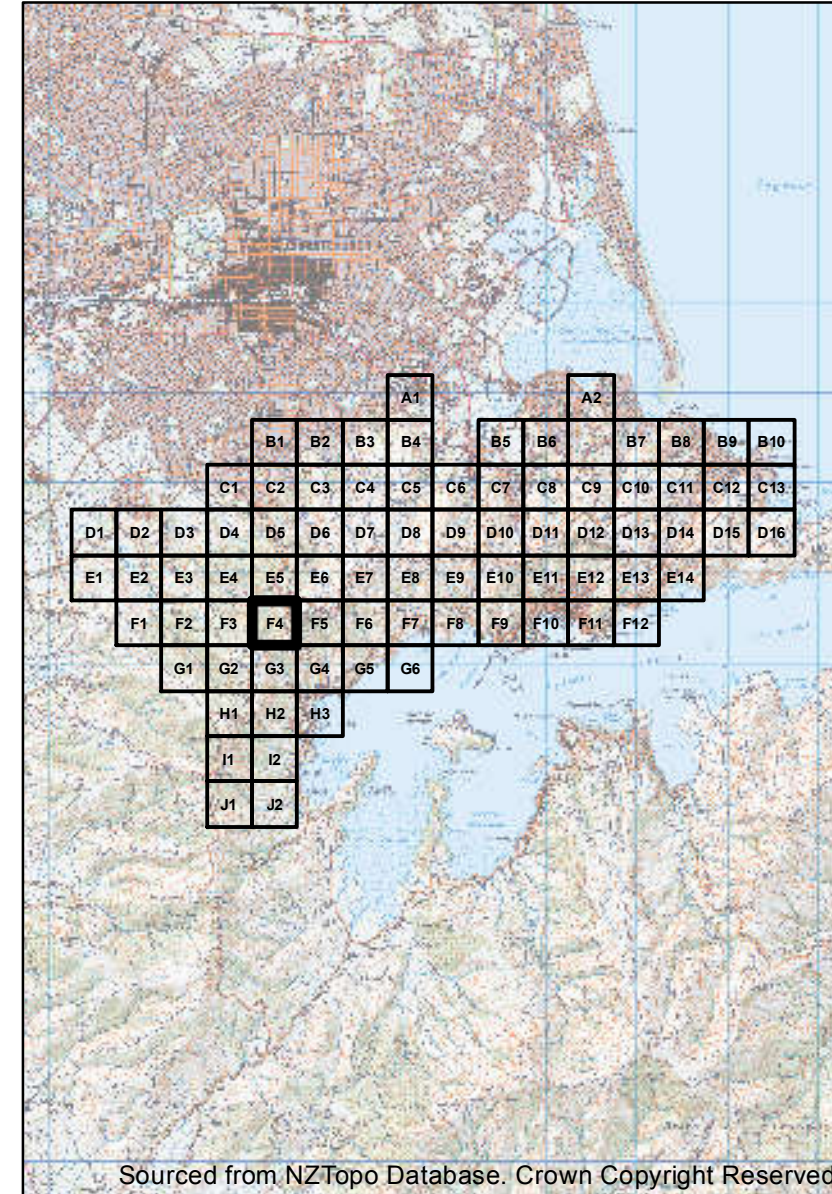 A1 A2
B1 B2 B3 B4 B5 B6 B7 B8 B9 B10
C1 C2 C3 C4 C5 C6 C7 C8 C9 C10 C11 C12 C13
D1 D2 D3 D4 D5 D6 D7 D8 D9 D10 D11 D12 D13 D14 D15 D16
E1 E2 E3 E4 E5 E6 E7 E8 E9 E10 E11 E12 E13 E14
F1 F2 F3 F4 F5 F6 F7 F8 F9 F10 F11 F12
G1 G2 G3 G4 G5 G6
H1 H2 H3
I1 I2
J1 J2
Sourced from NZTopo Database. Crown Copyright Reserved